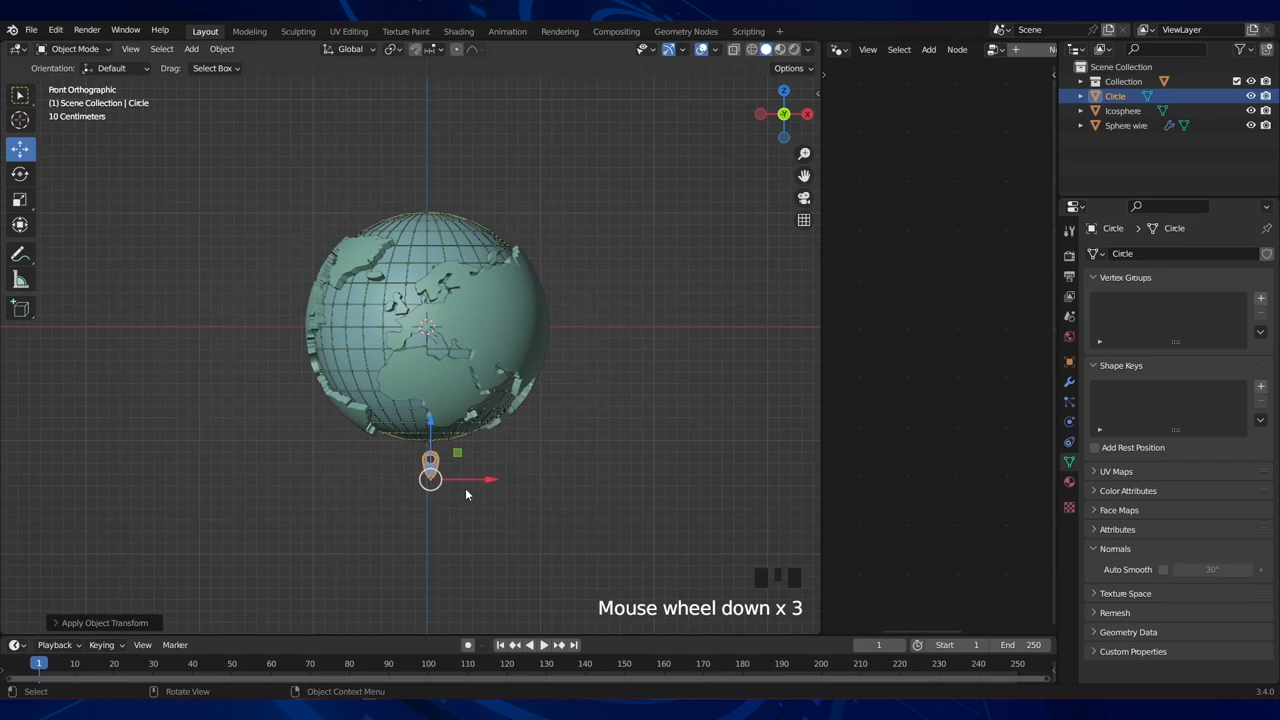 File Edit Render Window Help Layout Modeling Sculpting UV Editing Texture Paint Shading Animation Rendering Compositing Geometry Nodes Scripting + Scene ViewLayer
Object Mode View Select Add Object Global View Select Add Node
Orientation: Default Drag: Select Box Options
Front Orthographic
(1) Scene Collection | Circle
10 Centimeters
Z
X
Y
Scene Collection
Collection
Circle
Icosphere
Sphere wire
Circle > Circle
Circle
Vertex Groups
Shape Keys
Add Rest Position
UV Maps
Color Attributes
Face Maps
Attributes
Normals
Auto Smooth 30°
Texture Space
Remesh
Geometry Data
Custom Properties
Mouse wheel down x 3
Apply Object Transform
Playback Keying View Marker 1 Start 1 End 250
1 10 20 30 40 50 60 70 80 90 100 110 120 130 140 150 160 170 180 190 200 210 220 230 240 250
Select Rotate View Object Context Menu 3.4.0